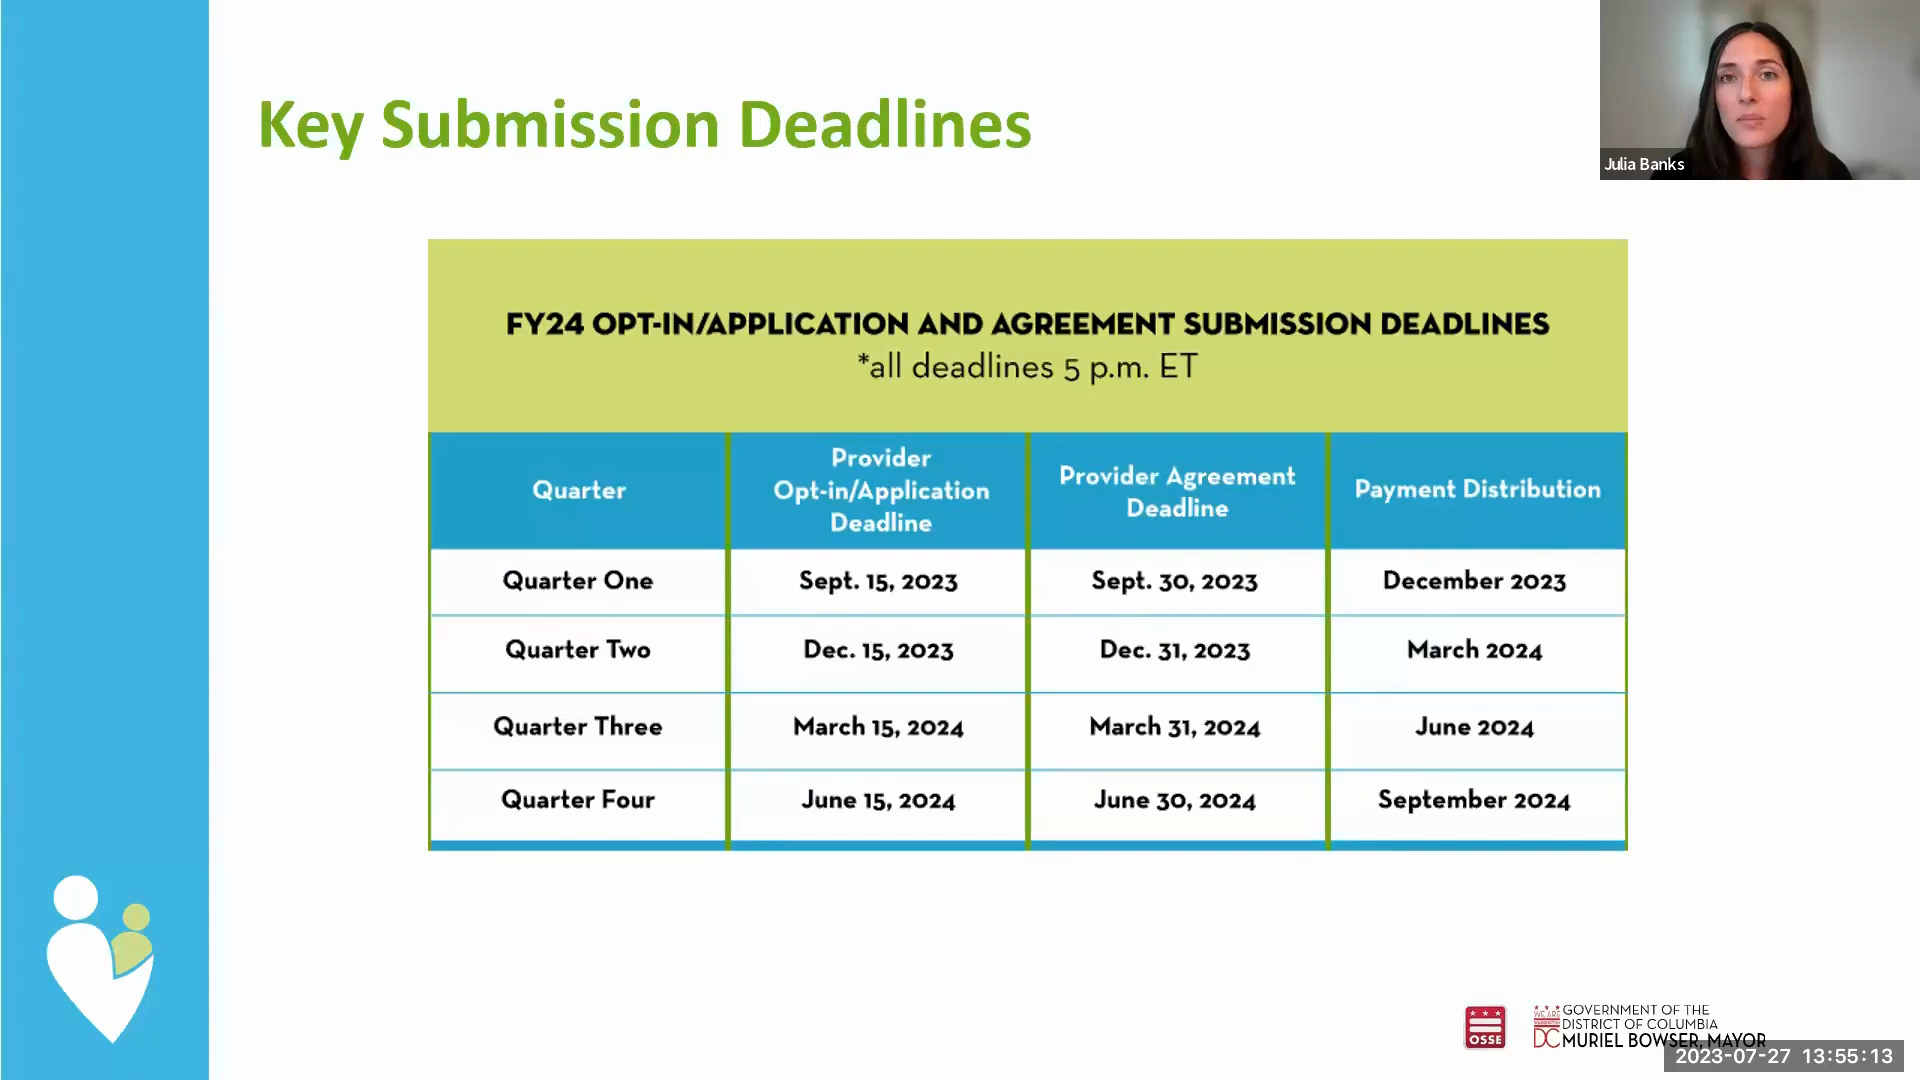 Key Submission Deadlines
Julia Banks
FY24 OPT-IN/APPLICATION AND AGREEMENT SUBMISSION DEADLINES
*all deadlines 5 p.m. ET
Quarter
Provider
Opt-in/Application
Deadline
Provider Agreement
Deadline
Payment Distribution
Quarter One
Sept. 15, 2023
Sept. 30, 2023
December 2023
Quarter Two
Dec. 15, 2023
Dec. 31, 2023
March 2024
Quarter Three
March 15, 2024
March 31, 2024
June 2024
Quarter Four
June 15, 2024
June 30, 2024
September 2024
OSSE
WE ARE
WASHINGTON
DC
GOVERNMENT OF THE
DISTRICT OF COLUMBIA
MURIEL BOWSER, MAYOR
2023-07-27 13:55:13